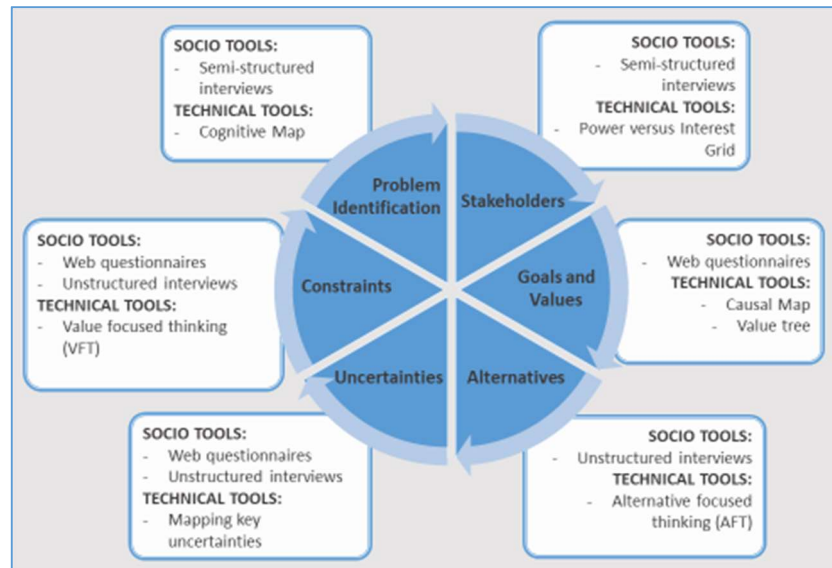 SOCIO TOOLS:
- Semi-structured
interviews
TECHNICAL TOOLS:
- Cognitive Map
SOCIO TOOLS:
- Semi-structured
interviews
TECHNICAL TOOLS:
- Power versus Interest
Grid
Problem
Identification
Stakeholders
SOCIO TOOLS:
- Web questionnaires
- Unstructured interviews
TECHNICAL TOOLS:
- Value focused thinking
(VFT)
Constraints
Goals and
Values
SOCIO TOOLS:
- Web questionnaires
TECHNICAL TOOLS:
- Causal Map
- Value tree
Uncertainties
Alternatives
SOCIO TOOLS:
- Web questionnaires
- Unstructured interviews
TECHNICAL TOOLS:
- Mapping key
uncertainties
SOCIO TOOLS:
- Unstructured interviews
TECHNICAL TOOLS:
- Alternative focused
thinking (AFT)